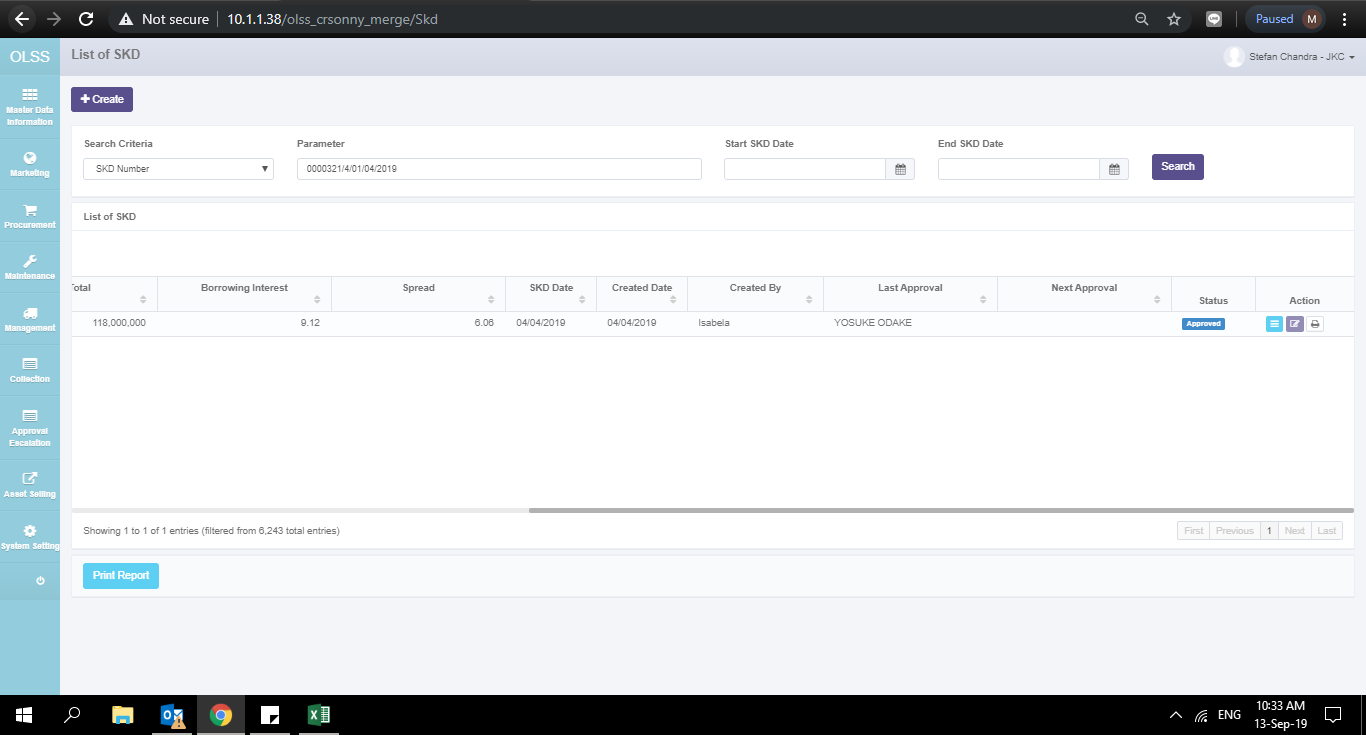 Not secure | 10.1.1.38/olss_crsonny_merge/Skd
Paused M
OLSS
List of SKD
Stefan Chandra - JKC
Master Data
Information
Marketing
Procurement
Maintenance
Management
Collection
Approval
Escalation
Asset Selling
System Setting
Create
Search Criteria
Parameter
Start SKD Date
End SKD Date
SKD Number
0000321/4/01/04/2019
Search
List of SKD
Total
Borrowing Interest
Spread
SKD Date
Created Date
Created By
Last Approval
Next Approval
Status
Action
118,000,000
9.12
6.06
04/04/2019
04/04/2019
Isabela
YOSUKE ODAKE
Approved
Showing 1 to 1 of 1 entries (filtered from 6,243 total entries)
First Previous 1 Next Last
Print Report
ENG
10:33 AM
13-Sep-19